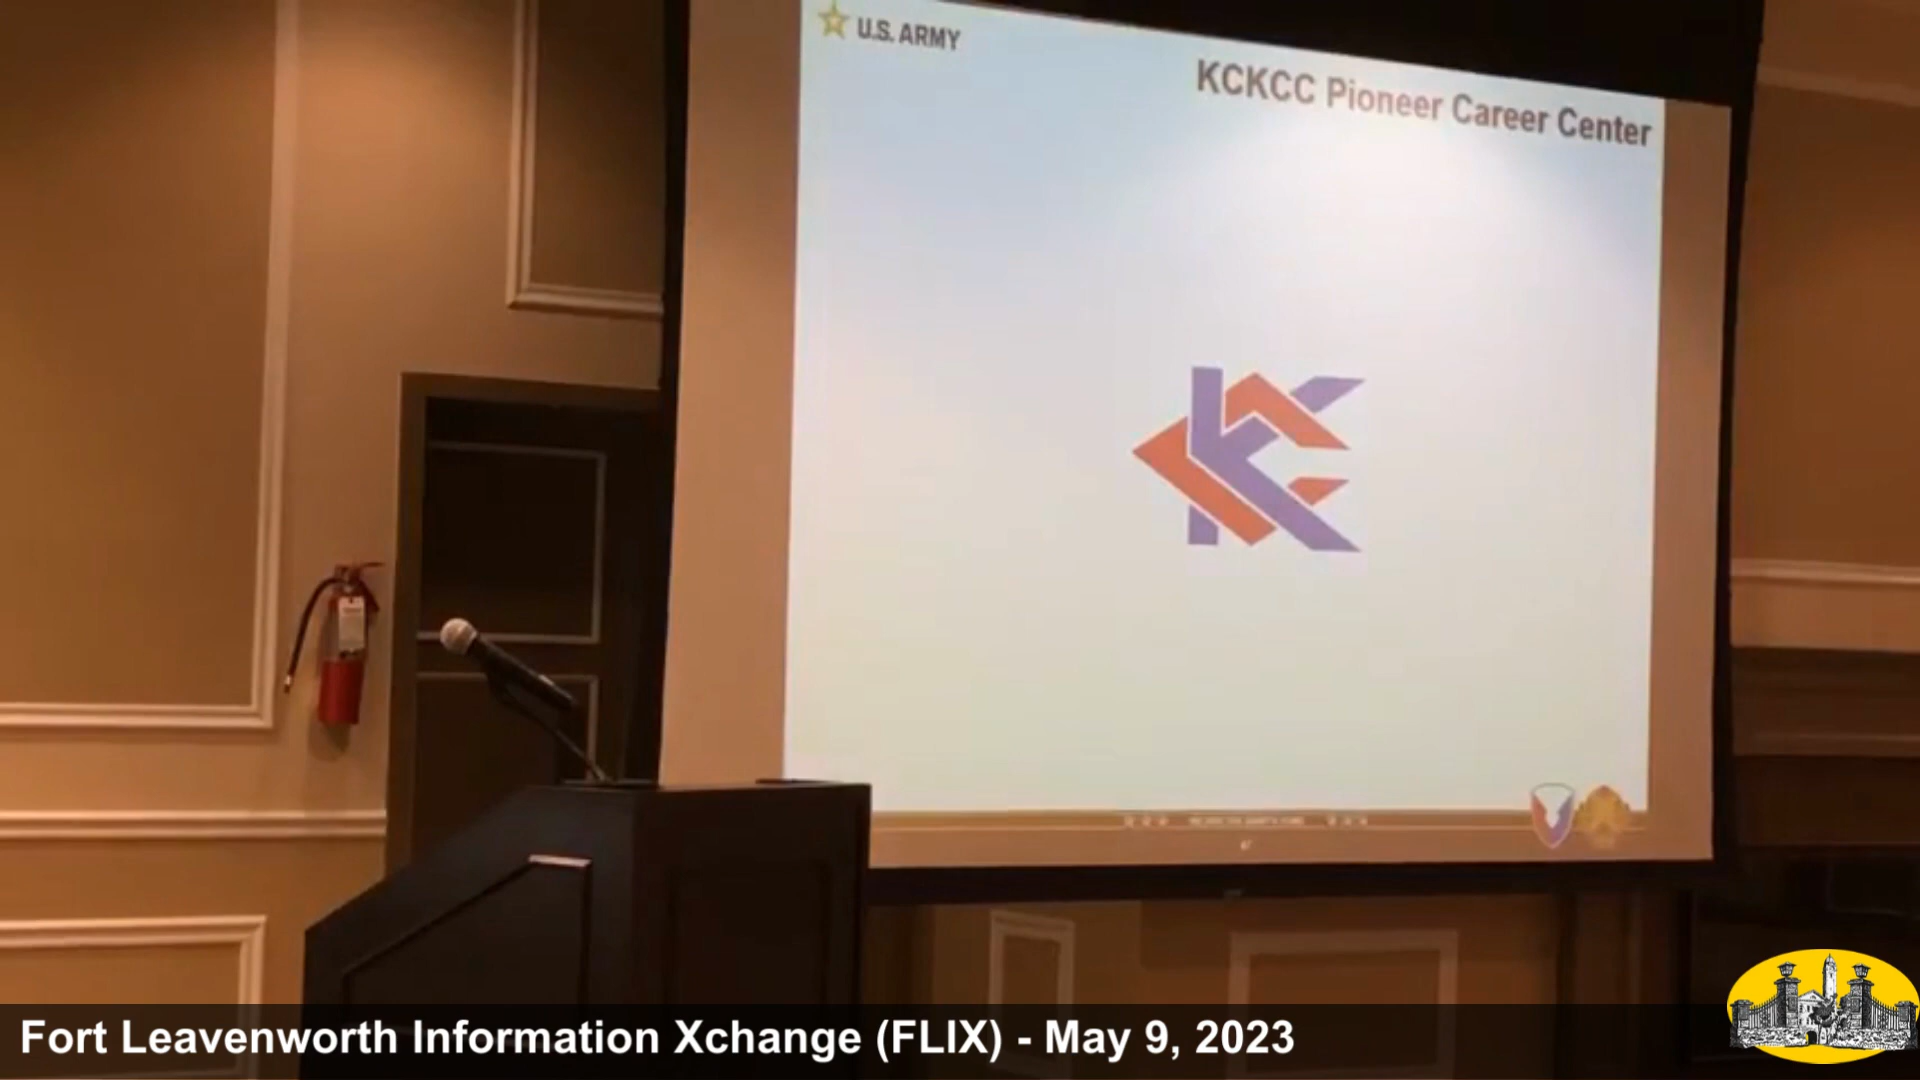 U.S. ARMY
KCKCC Pioneer Career Center
Fort Leavenworth Information Xchange (FLIX) - May 9, 2023